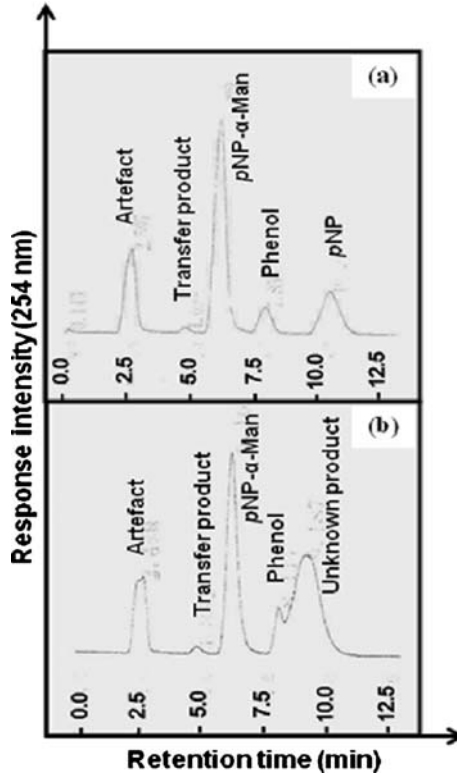 Response intensity (254 nm)
(a)
Artefact
Transfer product
pNP-α-Man
Phenol
pNP
0.0 2.5 5.0 7.5 10.0 12.5
(b)
Artefact
Transfer product
pNP-α-Man
Phenol
Unknown product
0.0 2.5 5.0 7.5 10.0 12.5
Retention time (min)